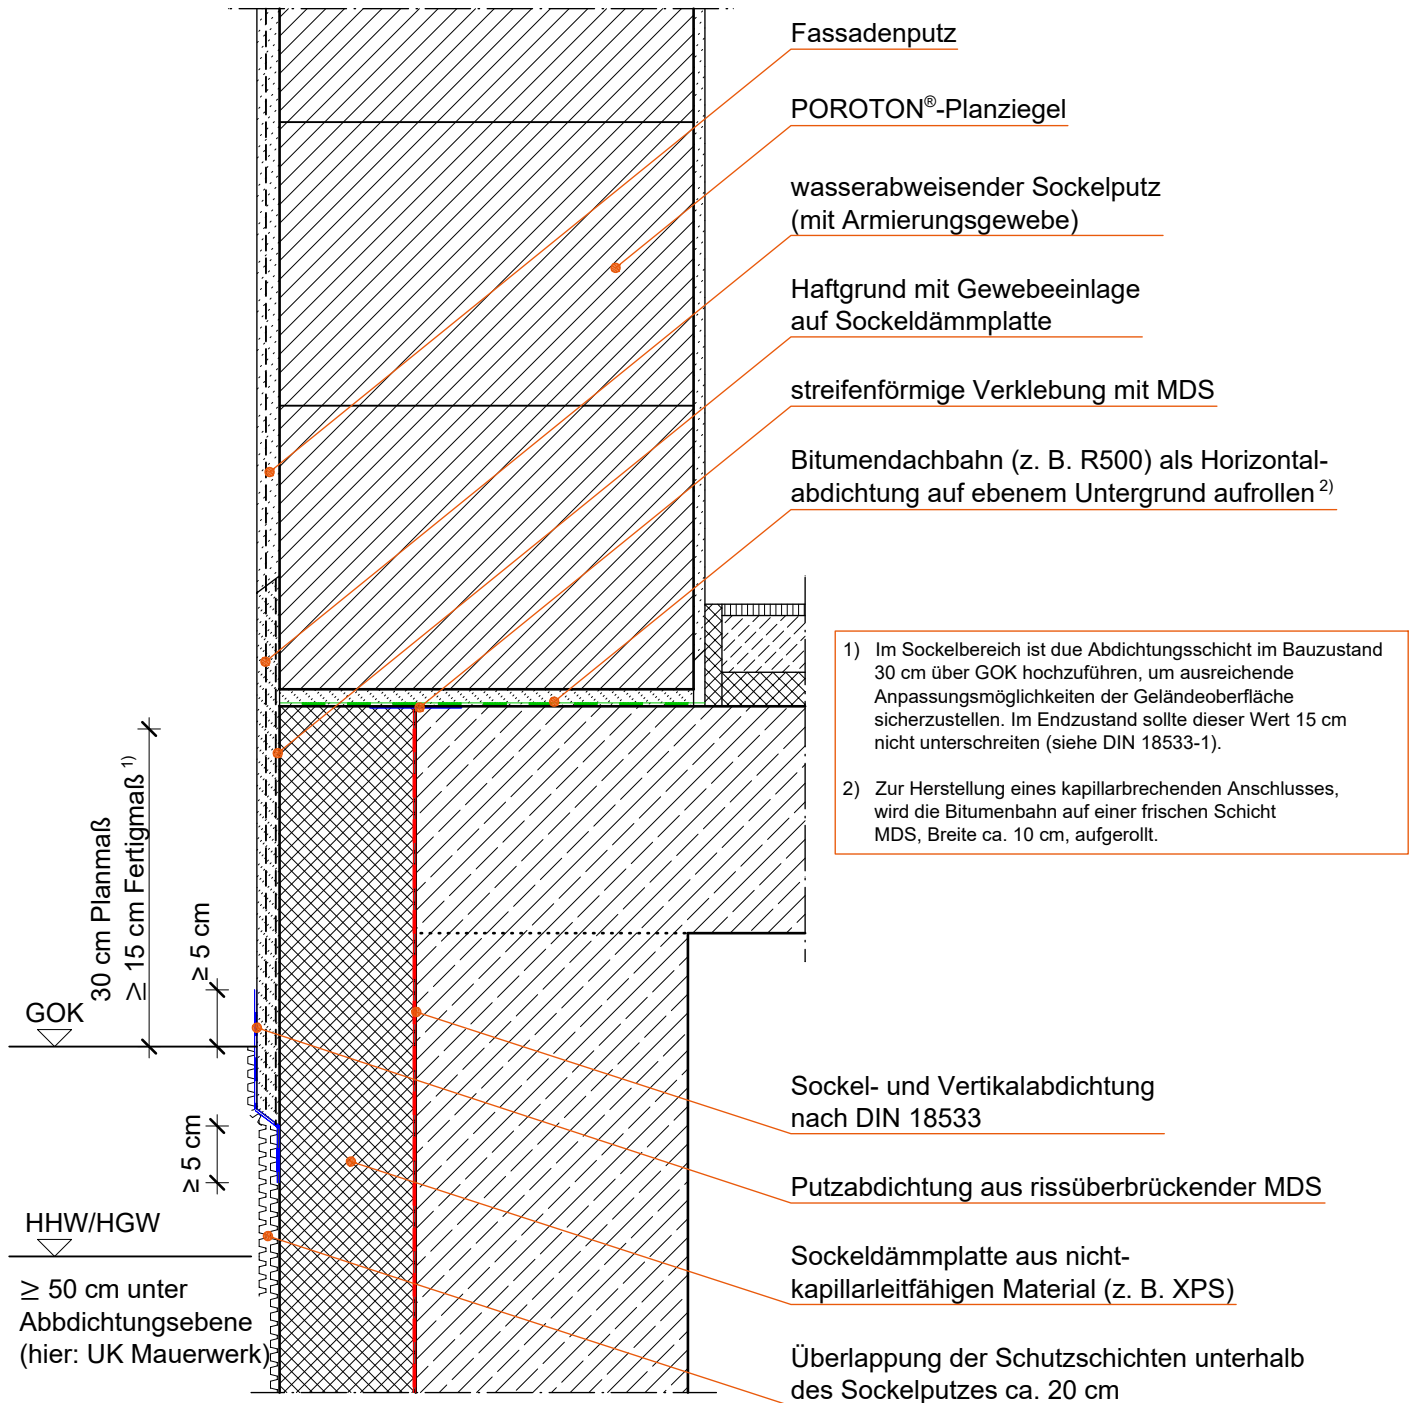 Fassadenputz
POROTON®-Planziegel
wasserabweisender Sockelputz
(mit Armierungsgewebe)
Haftgrund mit Gewebeeinlage
auf Sockeldämmplatte
streifenförmige Verklebung mit MDS
Bitumendachbahn (z. B. R500) als Horizontal-
abdichtung auf ebenem Untergrund aufrollen 2)
1) Im Sockelbereich ist due Abdichtungsschicht im Bauzustand
30 cm über GOK hochzuführen, um ausreichende
Anpassungsmöglichkeiten der Geländeoberfläche
sicherzustellen. Im Endzustand sollte dieser Wert 15 cm
nicht unterschreiten (siehe DIN 18533-1).
2) Zur Herstellung eines kapillarbrechenden Anschlusses,
wird die Bitumenbahn auf einer frischen Schicht
MDS, Breite ca. 10 cm, aufgerollt.
30 cm Planmaß
≥ 15 cm Fertigmaß 1)
≥ 5 cm
GOK
≥ 5 cm
HHW/HGW
≥ 50 cm unter
Abbdichtungsebene
(hier: UK Mauerwerk)
Sockel- und Vertikalabdichtung
nach DIN 18533
Putzabdichtung aus rissüberbrückender MDS
Sockeldämmplatte aus nicht-
kapillarleitfähigen Material (z. B. XPS)
Überlappung der Schutzschichten unterhalb
des Sockelputzes ca. 20 cm